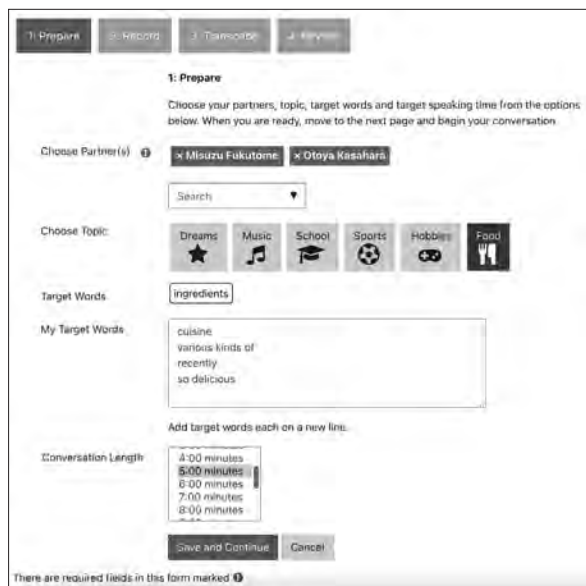 1: Prepare
2: Record
3: Transcribe
4: Review
1: Prepare
Choose your partners, topic, target words and target speaking time from the options
below. When you are ready, move to the next page and begin your conversation
Choose Partner(s)
× Misuzu Fukutome
× Otoya Kasahara
Search
Choose Topic
Dreams
Music
School
Sports
Hobbies
Food
Target Words
ingredients
My Target Words
cuisine
various kinds of
recently
so delicious
Add target words each on a new line.
Conversation Length
4:00 minutes
5:00 minutes
6:00 minutes
7:00 minutes
8:00 minutes
Save and Continue
Cancel
There are required fields in this form marked